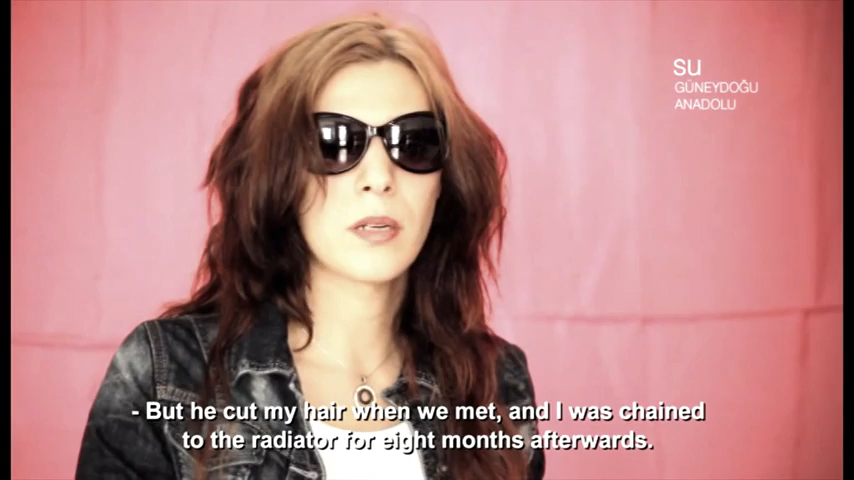 su
GÜNEYDOĞU
ANADOLU
- But he cut my hair when we met, and I was chained
to the radiator for eight months afterwards.